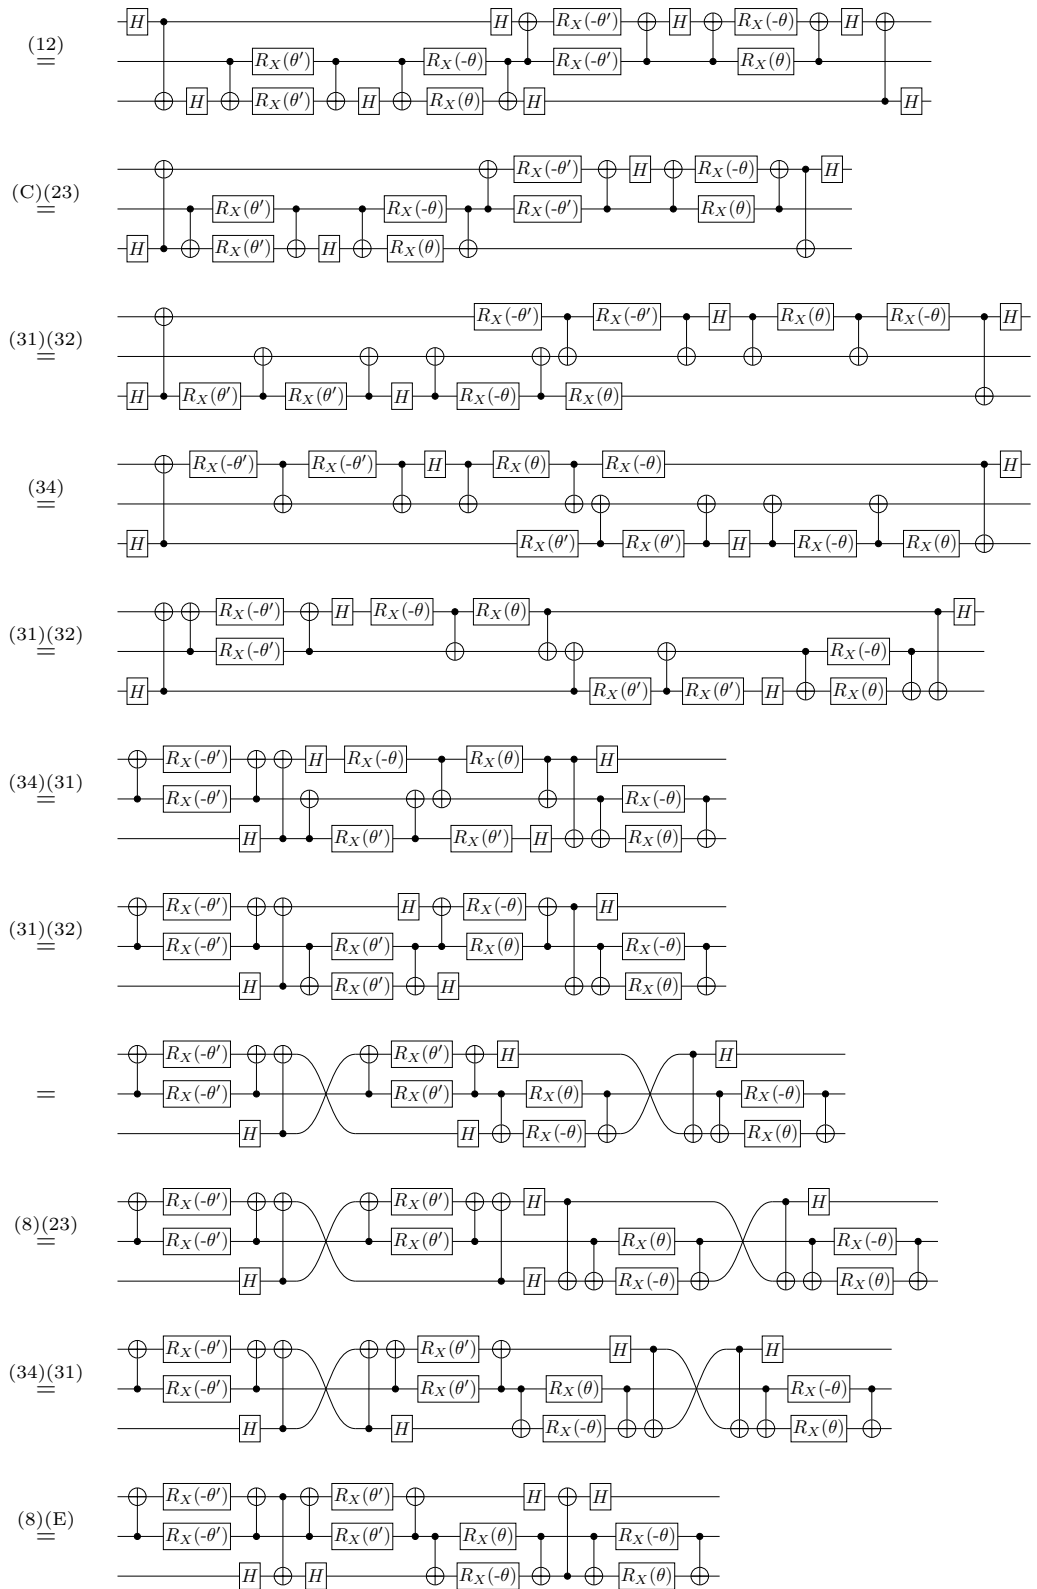 H H R_X(-θ') H R_X(-θ) H
(12)
= R_X(θ') R_X(-θ) R_X(-θ') R_X(θ)
H R_X(θ') H R_X(θ) H H
R_X(-θ') H R_X(-θ) H
(C)(23)
= R_X(θ') R_X(-θ) R_X(-θ') R_X(θ)
H R_X(θ') H R_X(θ)
R_X(-θ') R_X(-θ') H R_X(θ) R_X(-θ) H
(31)(32)
=
H R_X(θ') R_X(θ') H R_X(-θ) R_X(θ)
R_X(-θ') R_X(-θ') H R_X(θ) R_X(-θ) H
(34)
=
H R_X(θ') R_X(θ') H R_X(-θ) R_X(θ)
R_X(-θ') H R_X(-θ) R_X(θ) H
(31)(32)
= R_X(-θ') R_X(-θ)
H R_X(θ') R_X(θ') H R_X(θ)
R_X(-θ') H R_X(-θ) R_X(θ) H
(34)(31)
= R_X(-θ') R_X(-θ)
H R_X(θ') R_X(θ') H R_X(θ)
R_X(-θ') H R_X(-θ) H
(31)(32)
= R_X(-θ') R_X(θ') R_X(θ) R_X(-θ)
H R_X(θ') H R_X(θ)
R_X(-θ') R_X(θ') H H
= R_X(-θ') R_X(θ') R_X(θ) R_X(-θ)
H H R_X(-θ) R_X(θ)
R_X(-θ') R_X(θ') H H
(8)(23)
= R_X(-θ') R_X(θ') R_X(θ) R_X(-θ)
H H R_X(-θ) R_X(θ)
R_X(-θ') R_X(θ') H H
(34)(31)
= R_X(-θ') R_X(θ') R_X(θ) R_X(-θ)
H H R_X(-θ) R_X(θ)
R_X(-θ') R_X(θ') H H
(8)(E)
= R_X(-θ') R_X(θ') R_X(θ) R_X(-θ)
H H R_X(-θ) R_X(θ)